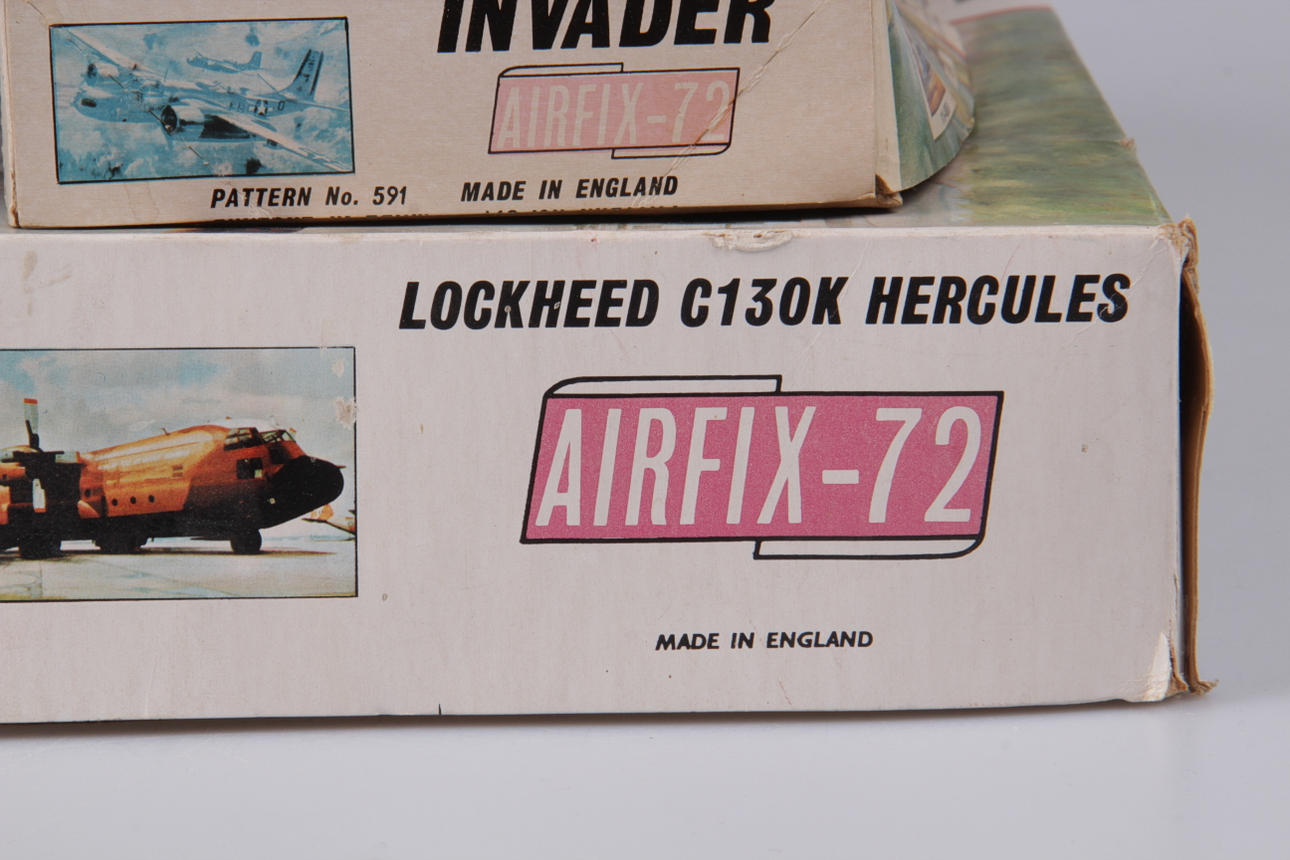 INVADER
AIRFIX-72
PATTERN No. 591 MADE IN ENGLAND
LOCKHEED C130K HERCULES
AIRFIX-72
MADE IN ENGLAND